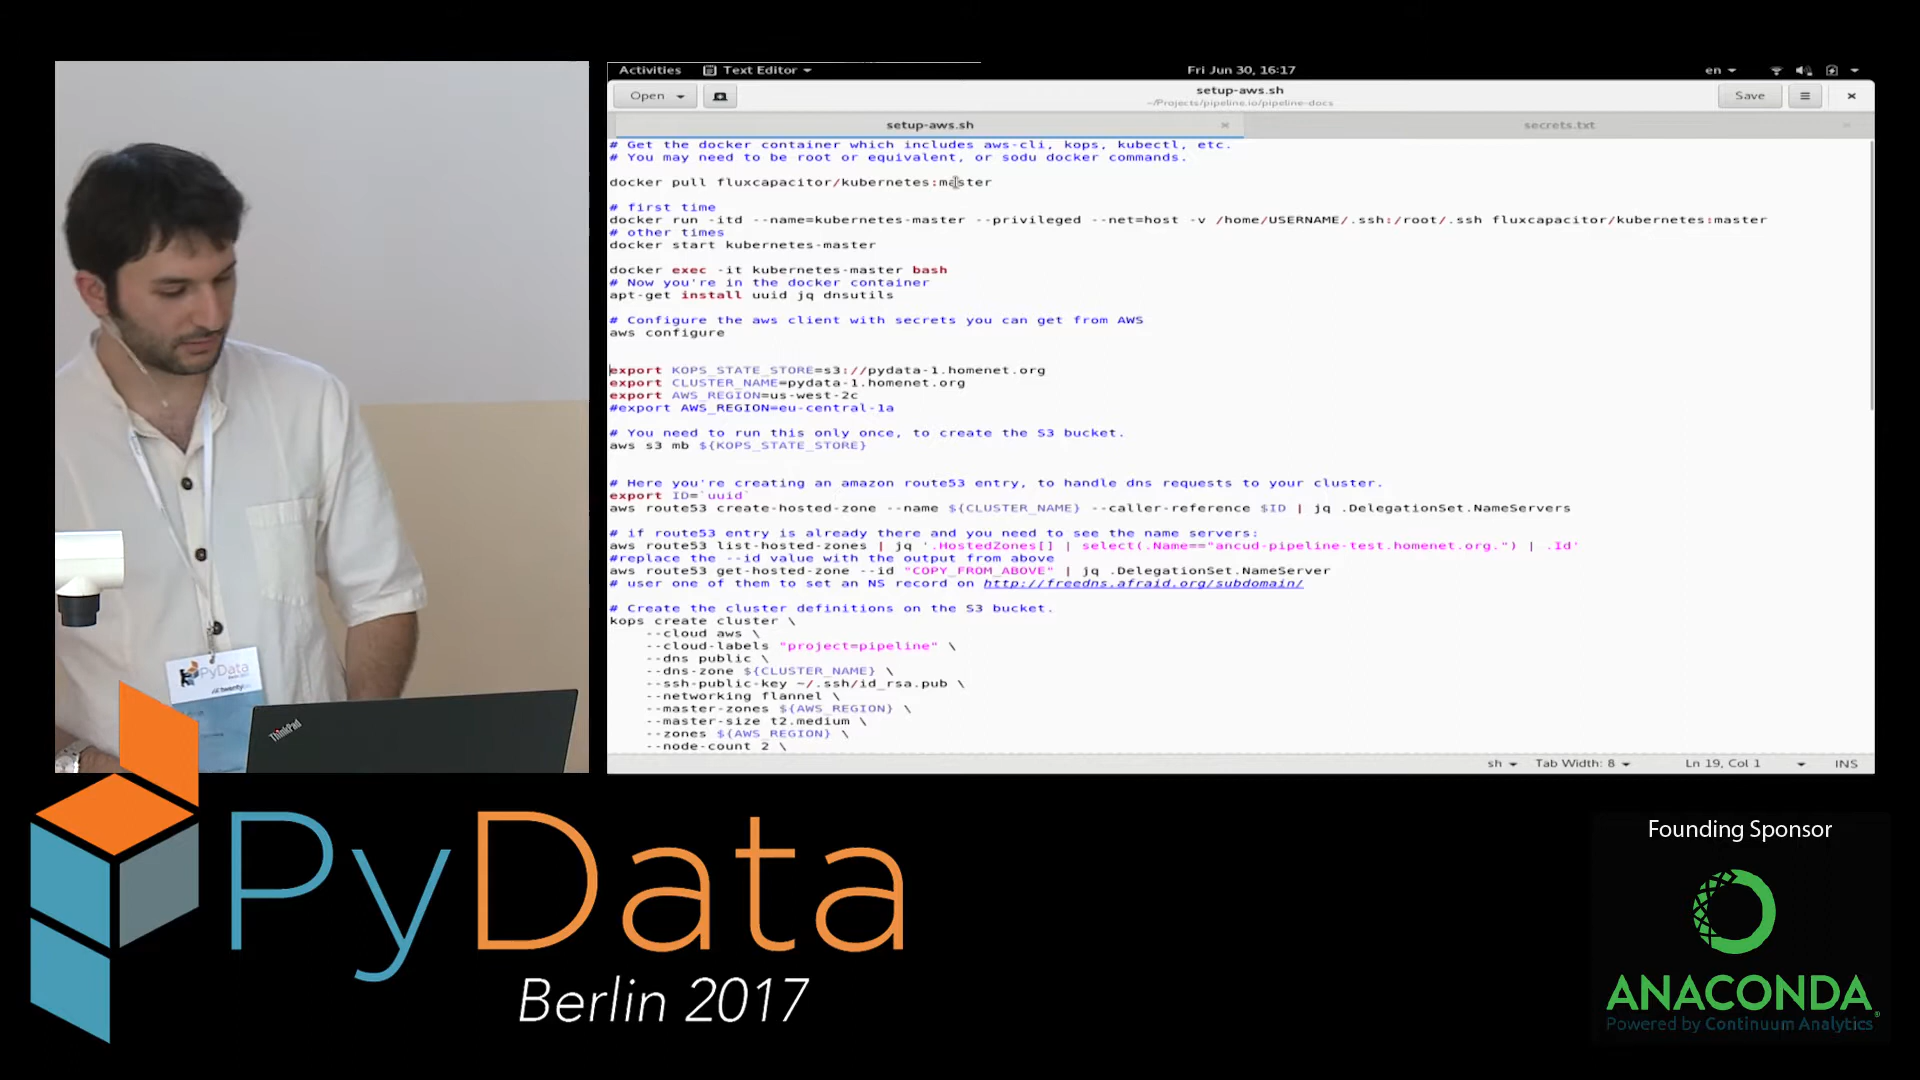 Activities Text Editor Fri Jun 30, 16:17 en
Open setup-aws.sh Save
~/Projects/pipeline.io/pipeline-docs
setup-aws.sh secrets.txt
# Get the docker container which includes aws-cli, kops, kubectl, etc.
# You may need to be root or equivalent, or sodu docker commands.
docker pull fluxcapacitor/kubernetes:master
# first time
docker run -itd --name=kubernetes-master --privileged --net=host -v /home/USERNAME/.ssh:/root/.ssh fluxcapacitor/kubernetes:master
# other times
docker start kubernetes-master
docker exec -it kubernetes-master bash
# Now you're in the docker container
apt-get install uuid jq dnsutils
# Configure the aws client with secrets you can get from AWS
aws configure
export KOPS_STATE_STORE=s3://pydata-1.homenet.org
export CLUSTER_NAME=pydata-1.homenet.org
export AWS_REGION=us-west-2c
#export AWS_REGION=eu-central-1a
# You need to run this only once, to create the S3 bucket.
aws s3 mb ${KOPS_STATE_STORE}
# Here you're creating an amazon route53 entry, to handle dns requests to your cluster.
export ID=`uuid`
aws route53 create-hosted-zone --name ${CLUSTER_NAME} --caller-reference $ID | jq .DelegationSet.NameServers
# if route53 entry is already there and you need to see the name servers:
aws route53 list-hosted-zones | jq '.HostedZones[] | select(.Name=="ancud-pipeline-test.homenet.org.") | .Id'
#replace the --id value with the output from above
aws route53 get-hosted-zone --id "COPY_FROM_ABOVE" | jq .DelegationSet.NameServer
# user one of them to set an NS record on http://freedns.afraid.org/subdomain/
# Create the cluster definitions on the S3 bucket.
kops create cluster \
--cloud aws \
--cloud-labels "project=pipeline" \
--dns public \
--dns-zone ${CLUSTER_NAME} \
--ssh-public-key ~/.ssh/id_rsa.pub \
--networking flannel \
--master-zones ${AWS_REGION} \
--master-size t2.medium \
--zones ${AWS_REGION} \
--node-count 2 \
sh Tab Width: 8 Ln 19, Col 1 INS
PyData
ThinkPad
PyData
Berlin 2017
Founding Sponsor
ANACONDA®
Powered by Continuum Analytics